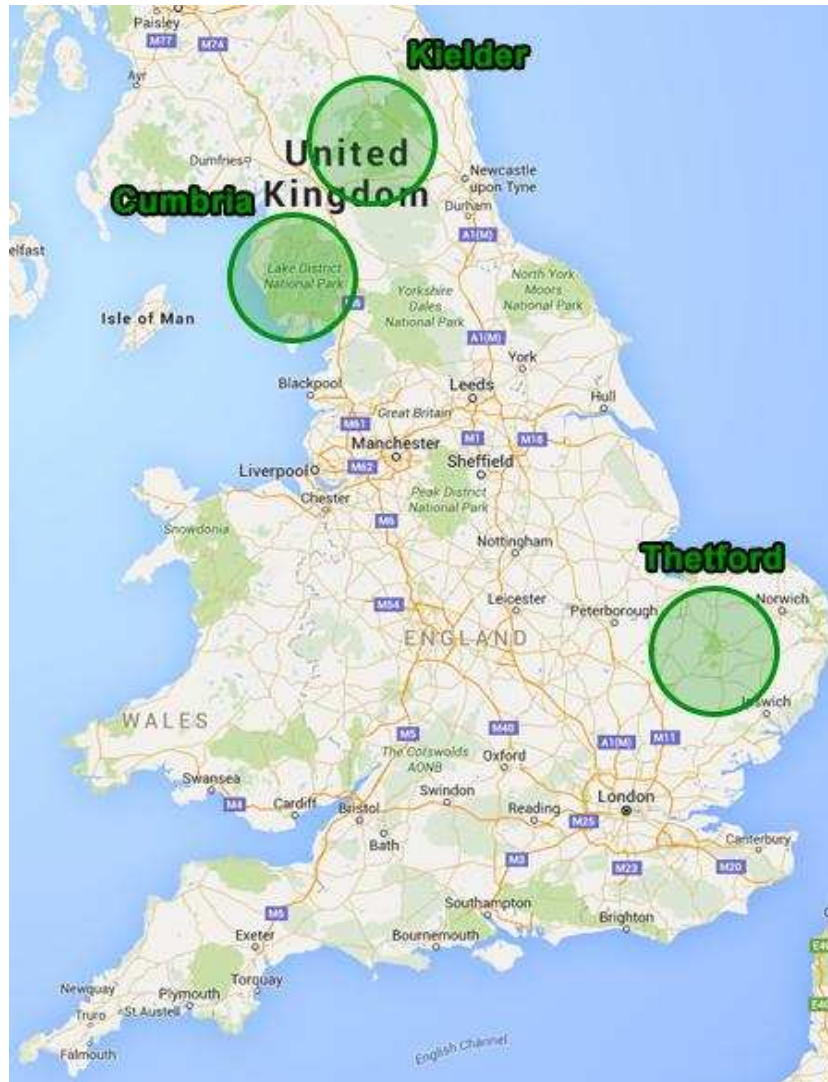 Paisley
M77
M74
Kielder
Ayr
Dumfries
United
Kingdom
Newcastle
upon Tyne
Cumbria
Durham
A1(M)
elfast
Lake District
National Park
North York
Moors
National Park
Yorkshire
Dales
National Park
Isle of Man
A1(M)
York
Blackpool
Leeds
Hull
Great Britain
M61
M1
M18
Manchester
Liverpool
M62
Sheffield
Chester
Peak District
National Park
M6
Snowdonia
Nottingham
Thetford
M54
Leicester
Peterborough
Norwich
ENGLAND
WALES
Ipswich
M5
M40
A1(M)
M11
The Cotswolds
AONB
Oxford
Swansea
Swindon
London
M4
Cardiff
Bristol
Reading
M25
Bath
Canterbury
M3
M23
M20
Southampton
M5
Brighton
Exeter
Bournemouth
Torquay
Newquay
Plymouth
Truro
St Austell
Falmouth
English Channel